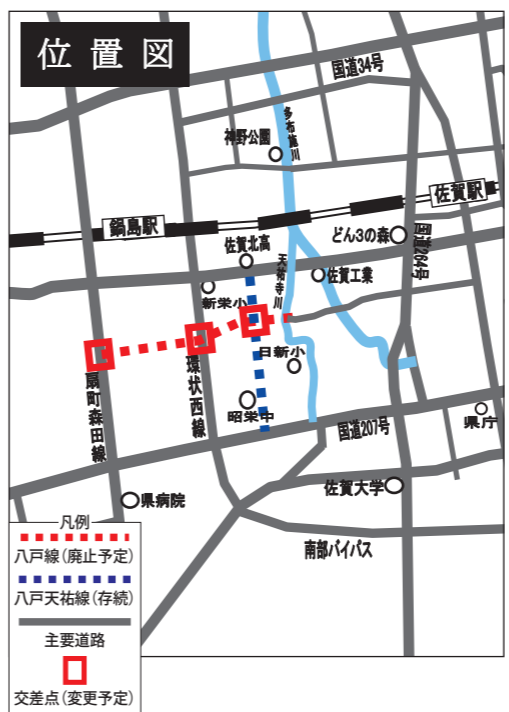 位置図
国道34号
多布施川
神野公園
佐賀駅
鍋島駅
どん3の森
国道264号
佐賀北高
天祐寺川
佐賀工業
新栄小
日新小
環状西線
扇町森田線
昭栄中
県庁
国道207号
佐賀大学
県病院
南部バイパス
凡例
八戸線(廃止予定)
八戸天祐線(存続)
主要道路
交差点(変更予定)